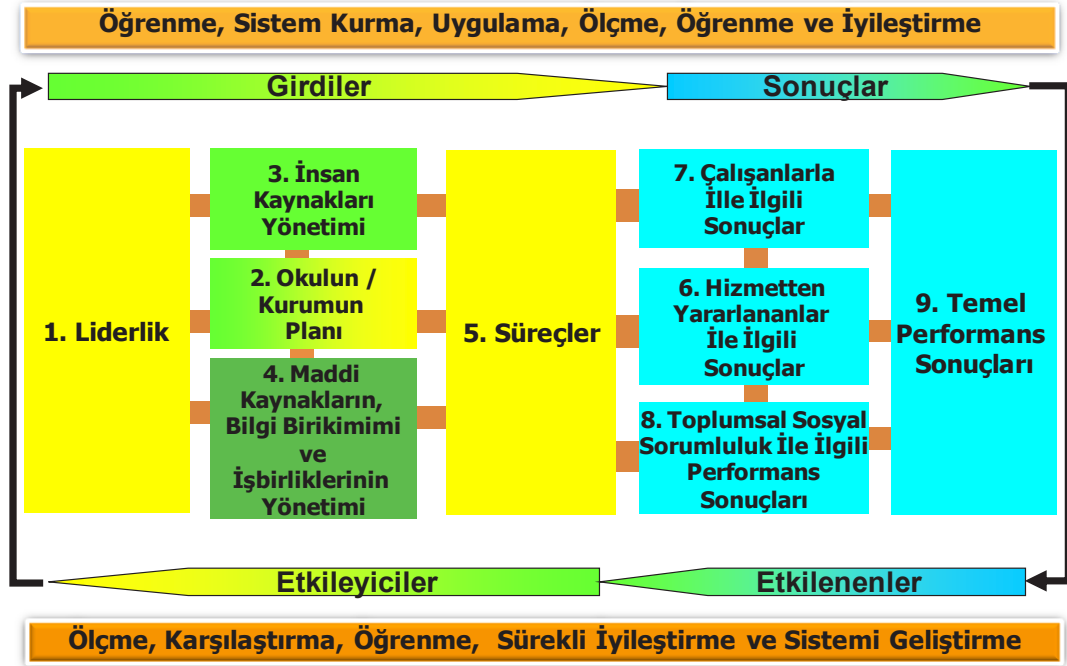 Öğrenme, Sistem Kurma, Uygulama, Ölçme, Öğrenme ve İyileştirme
Girdiler
Sonuçlar
1. Liderlik
3. İnsan
Kaynakları
Yönetimi
2. Okulun /
Kurumun
Planı
4. Maddi
Kaynakların,
Bilgi Birikimimi
ve
İşbirliklerinin
Yönetimi
5. Süreçler
7. Çalışanlarla
İlle İlgili
Sonuçlar
6. Hizmetten
Yararlananlar
İle İlgili
Sonuçlar
8. Toplumsal Sosyal
Sorumluluk İle İlgili
Performans
Sonuçları
9. Temel
Performans
Sonuçları
Etkileyiciler
Etkilenenler
Ölçme, Karşılaştırma, Öğrenme, Sürekli İyileştirme ve Sistemi Geliştirme